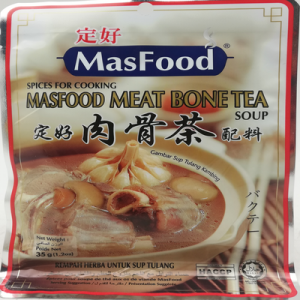 定好
MasFood®
SPICES FOR COOKING
MASFOOD MEAT BONE TEA
SOUP
定好 肉骨茶 配料
Gambar Sup Tulang Kambing
バクテー
35g
REMPAH HERBA UNTUK SUP TULANG
HACCP